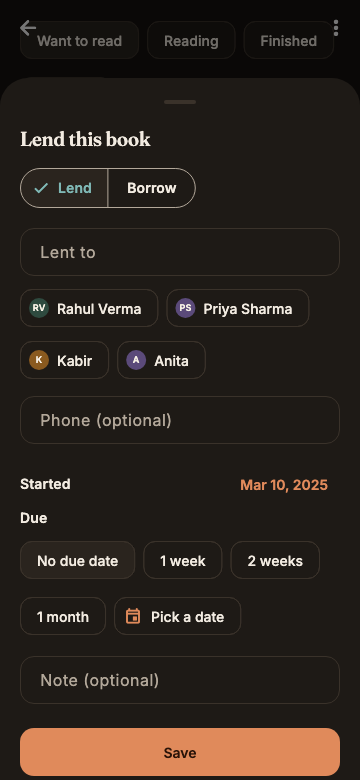 Want to read Reading Finished
Lend this book
Lend Borrow
Lent to
RV Rahul Verma PS Priya Sharma
K Kabir A Anita
Phone (optional)
Started Mar 10, 2025
Due
No due date 1 week 2 weeks
1 month Pick a date
Note (optional)
Save